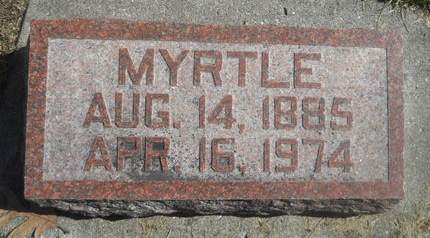 MYRTLE
AUG. 14, 1885
APR. 16, 1974